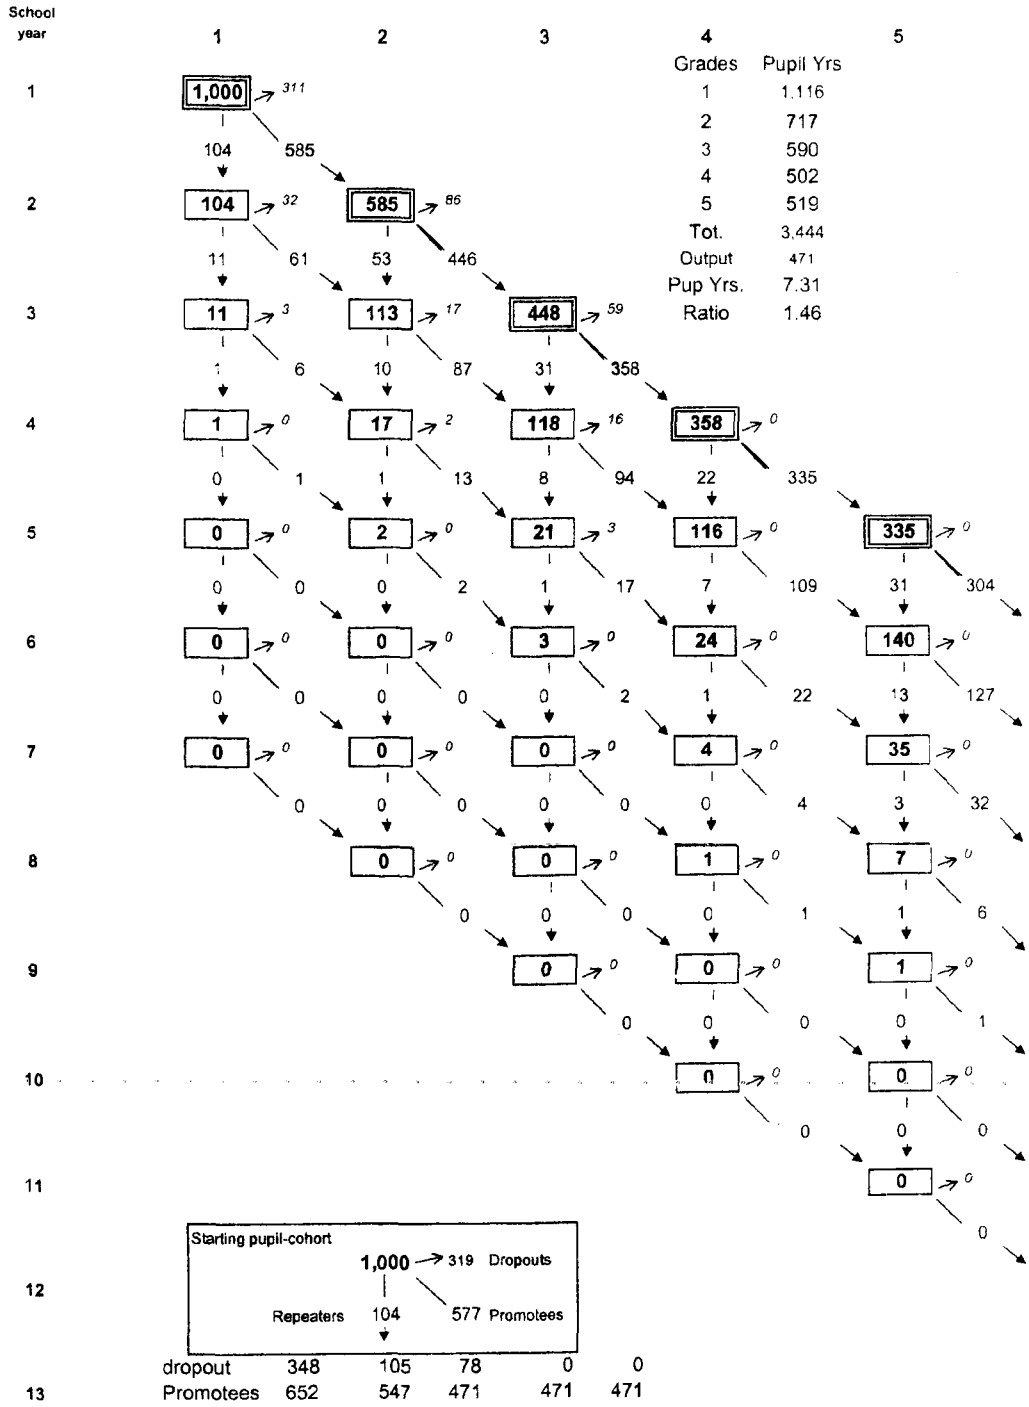 School
year 1 2 3 4 5
Grades Pupil Yrs
1 1,000 311 1 1,116
2 717
104 585 3 590
4 502
2 104 32 585 86 5 519
Tot. 3,444
11 61 53 446 Output 471
Pup Yrs. 7.31
3 11 3 113 17 448 59 Ratio 1.46
1 6 10 87 31 358
4 1 0 17 2 118 16 358 0
0 1 1 13 8 94 22 335
5 0 0 2 0 21 3 116 0 335 0
0 0 0 2 1 17 7 109 31 304
6 0 0 0 0 3 0 24 0 140 0
0 0 0 0 0 2 1 22 13 127
7 0 0 0 0 0 0 4 0 35 0
0 0 0 0 0 0 4 3 32
8 0 0 0 0 1 0 7 0
0 0 0 0 1 1 6
9 0 0 0 0 1 0
0 0 0 0 1
10 0 0 0 0
0 0 0
11 0 0
0
Starting pupil-cohort
1,000 319 Dropouts
12
Repeaters 104 577 Promotees
dropout 348 105 78 0 0
13 Promotees 652 547 471 471 471